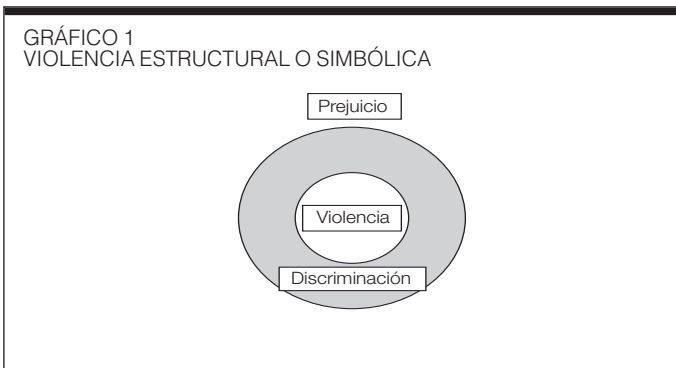 GRÁFICO 1
VIOLENCIA ESTRUCTURAL O SIMBÓLICA
Prejuicio
Violencia
Discriminación